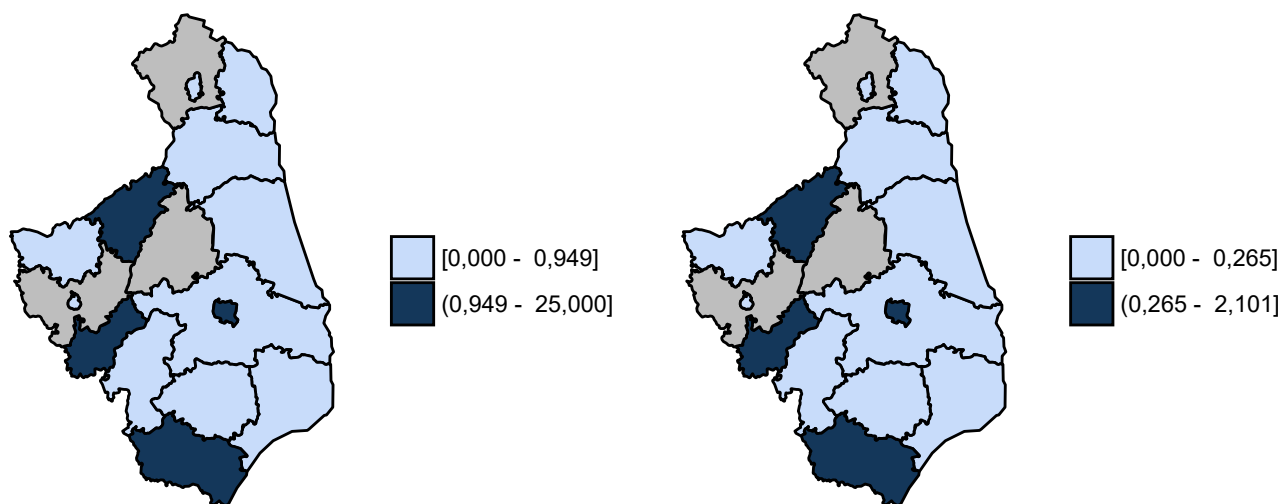 [0,000 - 0,949]
(0,949 - 25,000]
[0,000 - 0,265]
(0,265 - 2,101]